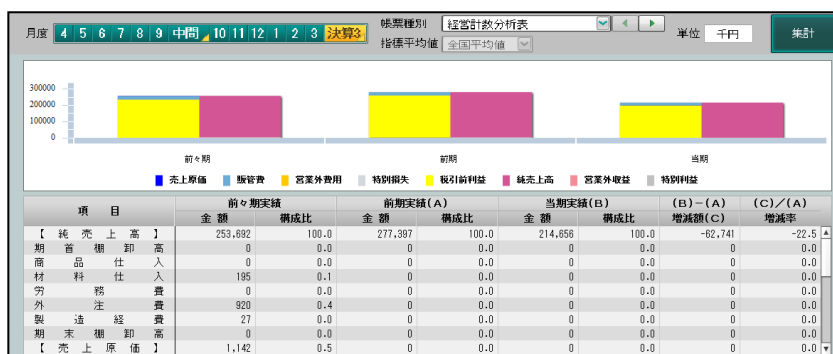 月度 4 5 6 7 8 9 中間 10 11 12 1 2 3 決算3 帳票種別 経営計数分析表 単位 千円 集計
指標平均値 全国平均値
300000
200000
100000
0
前々期 前期 当期
売上原価 販管費 営業外費用 特別損失 税引前利益 純売上高 営業外収益 特別利益
項 目 前々期実績 前期実績(A) 当期実績(B) (B)-(A) (C)/(A)
金 額 構成比 金 額 構成比 金 額 構成比 増減額(C) 増減率
【 純 売 上 高 】 253,692 100.0 277,397 100.0 214,656 100.0 -62,741 -22.5
期 首 棚 卸 高 0 0.0 0 0.0 0 0.0 0 0.0
商 品 仕 入 0 0.0 0 0.0 0 0.0 0 0.0
材 料 仕 入 195 0.1 0 0.0 0 0.0 0 0.0
労 務 費 0 0.0 0 0.0 0 0.0 0 0.0
外 注 費 920 0.4 0 0.0 0 0.0 0 0.0
製 造 経 費 27 0.0 0 0.0 0 0.0 0 0.0
期 末 棚 卸 高 0 0.0 0 0.0 0 0.0 0 0.0
【 売 上 原 価 】 1,142 0.5 0 0.0 0 0.0 0 0.0